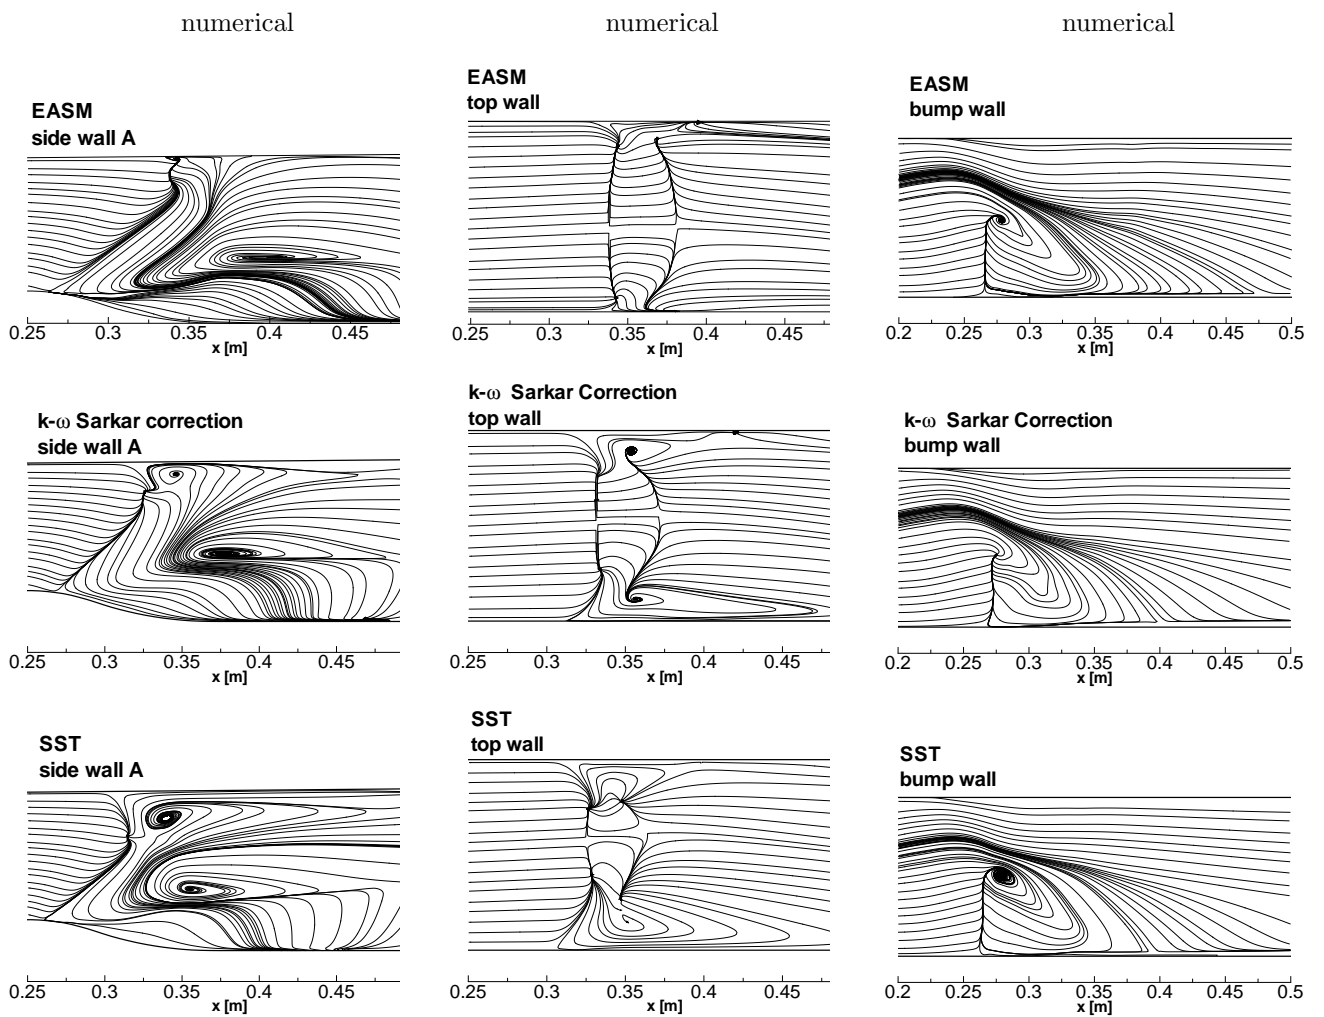 numerical numerical numerical
EASM
side wall A
0.25 0.3 0.35 0.4 0.45
x [m]
EASM
top wall
0.25 0.3 0.35 0.4 0.45
x [m]
EASM
bump wall
0.2 0.25 0.3 0.35 0.4 0.45 0.5
x [m]
k-ω Sarkar correction
side wall A
0.25 0.3 0.35 0.4 0.45
x [m]
k-ω Sarkar Correction
top wall
0.25 0.3 0.35 0.4 0.45
x [m]
k-ω Sarkar Correction
bump wall
0.2 0.25 0.3 0.35 0.4 0.45 0.5
x [m]
SST
side wall A
0.25 0.3 0.35 0.4 0.45
x [m]
SST
top wall
0.25 0.3 0.35 0.4 0.45
x [m]
SST
bump wall
0.2 0.25 0.3 0.35 0.4 0.45 0.5
x [m]